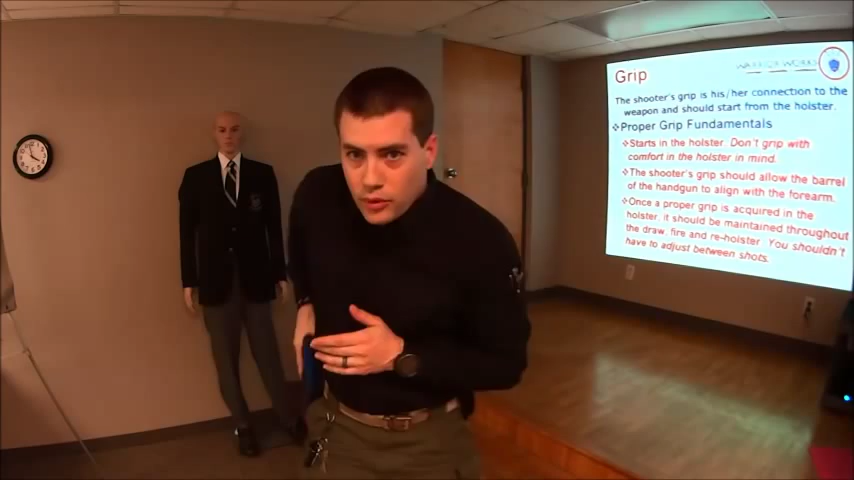 WARRIOR WORKS
Grip
The shooter's grip is his/her connection to the
weapon and should start from the holster.
❖Proper Grip Fundamentals
❖Starts in the holster. Don't grip with
comfort in the holster in mind.
❖The shooter's grip should allow the barrel
of the handgun to align with the forearm.
❖Once a proper grip is acquired in the
holster, it should be maintained throughout
the draw, fire and re-holster. You shouldn't
have to adjust between shots.